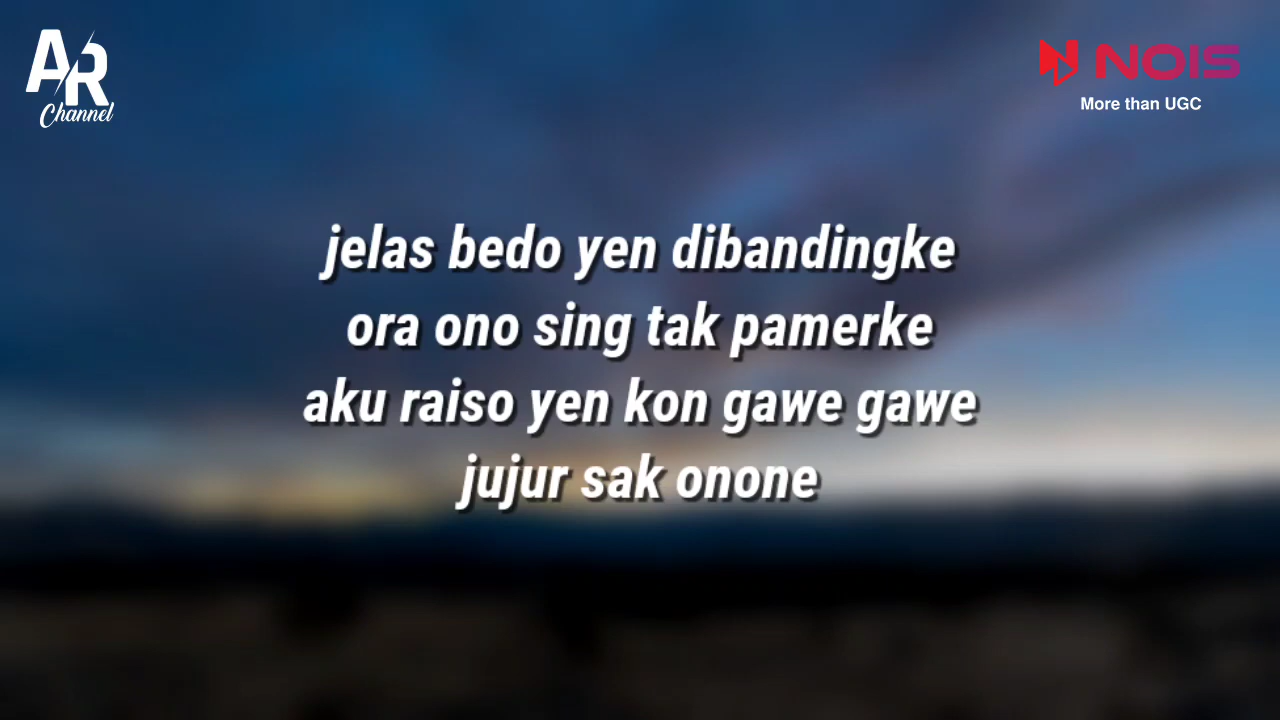 AR
Channel
NOIS
More than UGC
jelas bedo yen dibandingke
ora ono sing tak pamerke
aku raiso yen kon gawe gawe
jujur sak onone